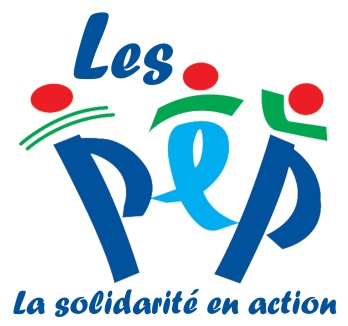 Les
pep
La solidarité en action